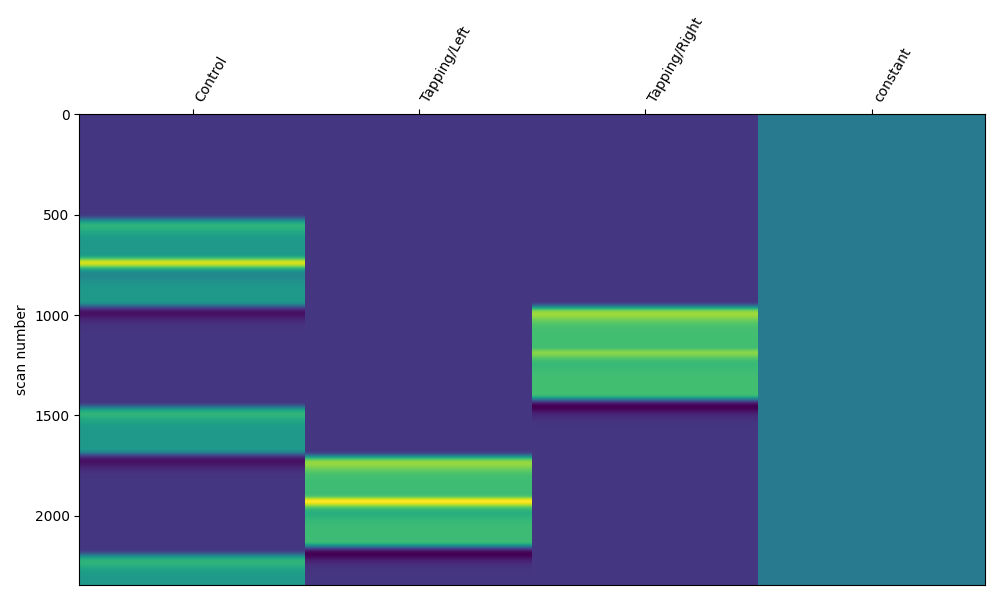 Control
Tapping/Left
Tapping/Right
constant
scan number
0
500
1000
1500
2000